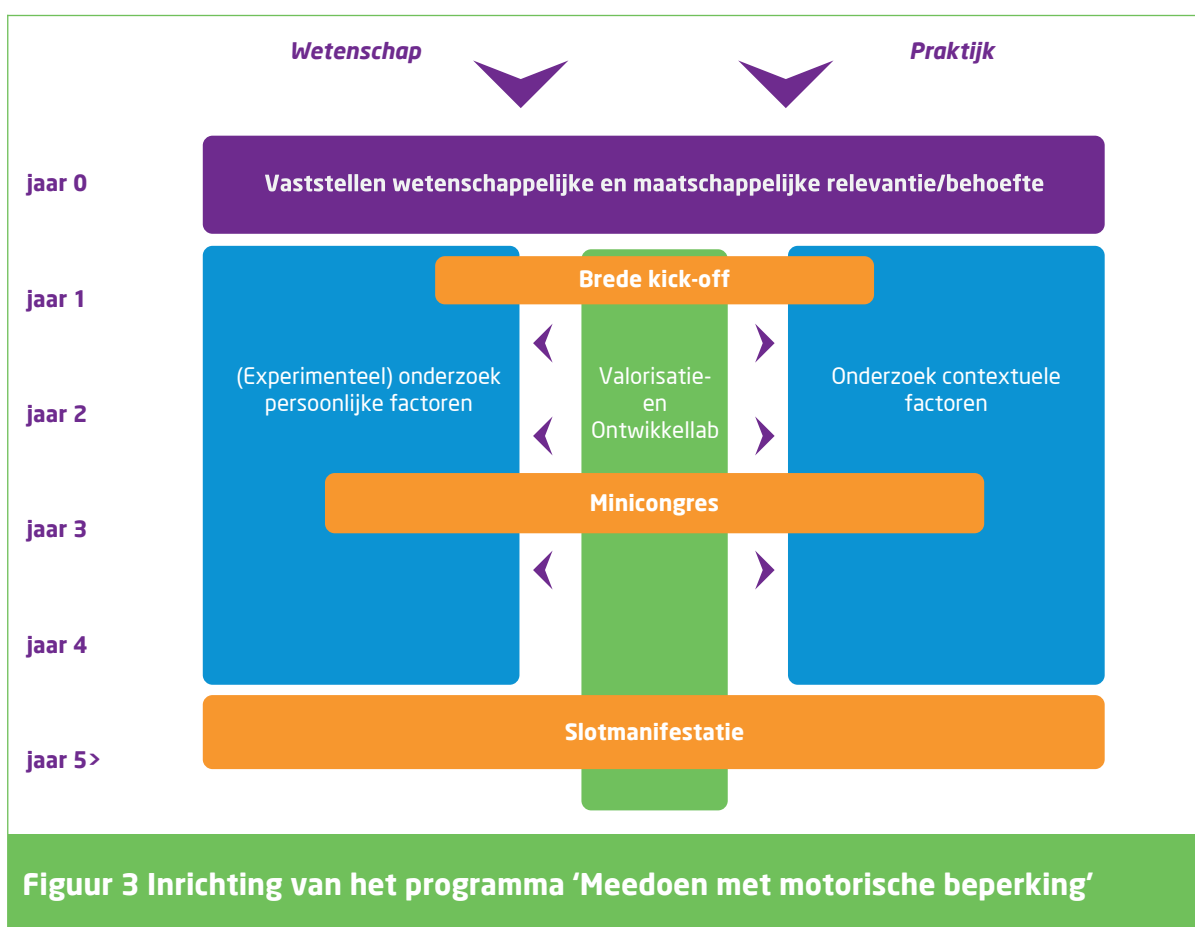 Wetenschap
Praktijk
jaar 0
Vaststellen wetenschappelijke en maatschappelijke relevantie/behoefte
jaar 1
Brede kick-off
(Experimenteel) onderzoek
persoonlijke factoren
Valorisatie-
en
Ontwikkellab
Onderzoek contextuele
factoren
jaar 2
Minicongres
jaar 3
jaar 4
Slotmanifestatie
jaar 5>
Figuur 3 Inrichting van het programma ‘Meedoen met motorische beperking’